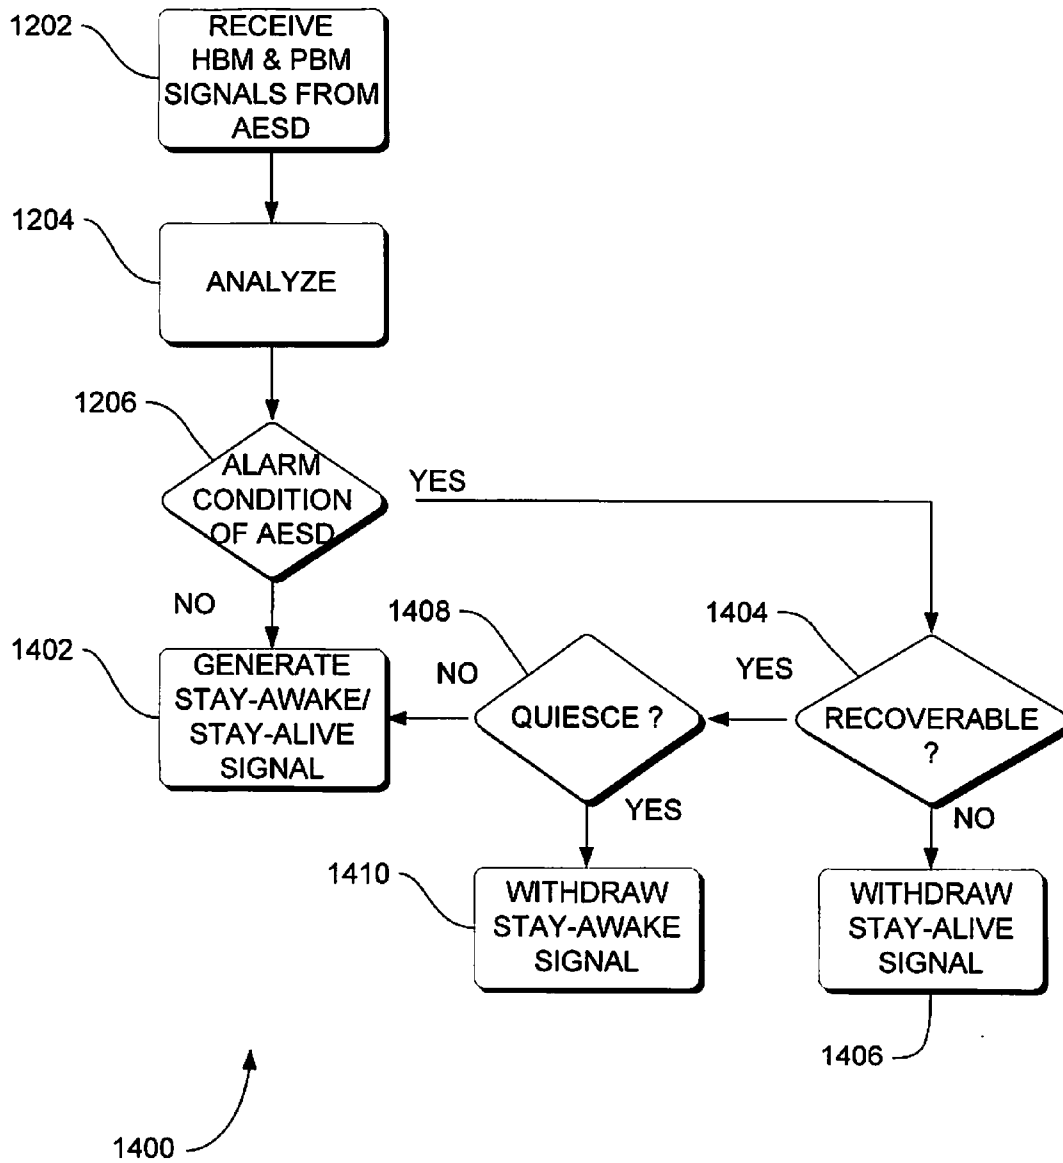 1202
RECEIVE
HBM & PBM
SIGNALS FROM
AESD
1204
ANALYZE
1206
ALARM
CONDITION
OF AESD
YES
NO
1402
GENERATE
STAY-AWAKE/
STAY-ALIVE
SIGNAL
NO
1408
QUIESCE ?
YES
YES
1404
RECOVERABLE
?
NO
1410
WITHDRAW
STAY-AWAKE
SIGNAL
WITHDRAW
STAY-ALIVE
SIGNAL
1406
1400